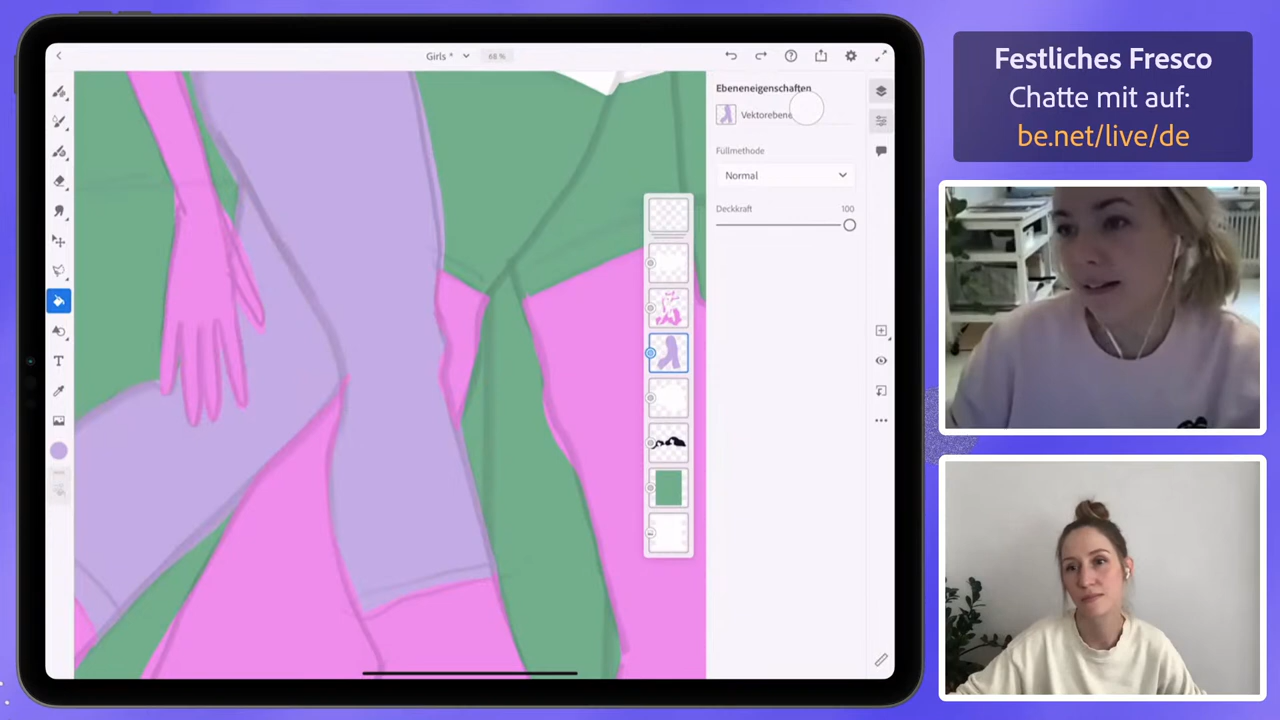 Girls *
68 %
Ebeneneigenschaften
Vektorebene
Füllmethode
Normal
Deckkraft
100
T
Festliches Fresco
Chatte mit auf:
be.net/live/de